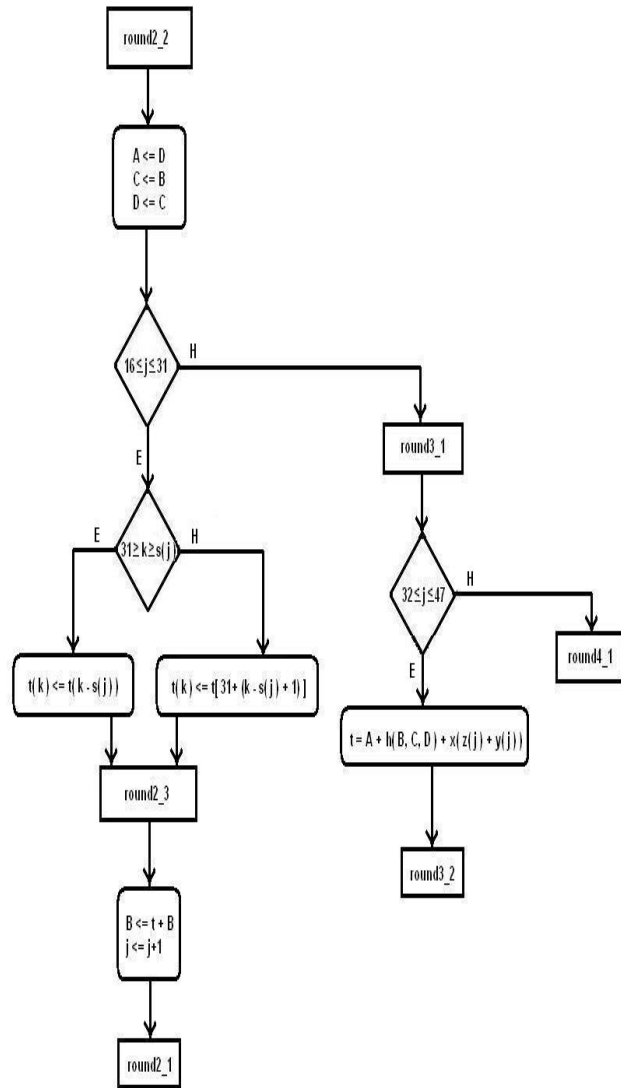 round2_2
A <= D
C <= B
D <= C
16≤j≤31
H
E
round3_1
31≥k≥s(j)
E
H
32≤j≤47
H
E
round4_1
t(k) <= t(k - s(j))
t(k) <= t[31+ (k - s(j) + 1)]
t = A + h(B, C, D) + x(z(j) + y(j))
round2_3
round3_2
B <= t + B
j <= j+1
round2_1